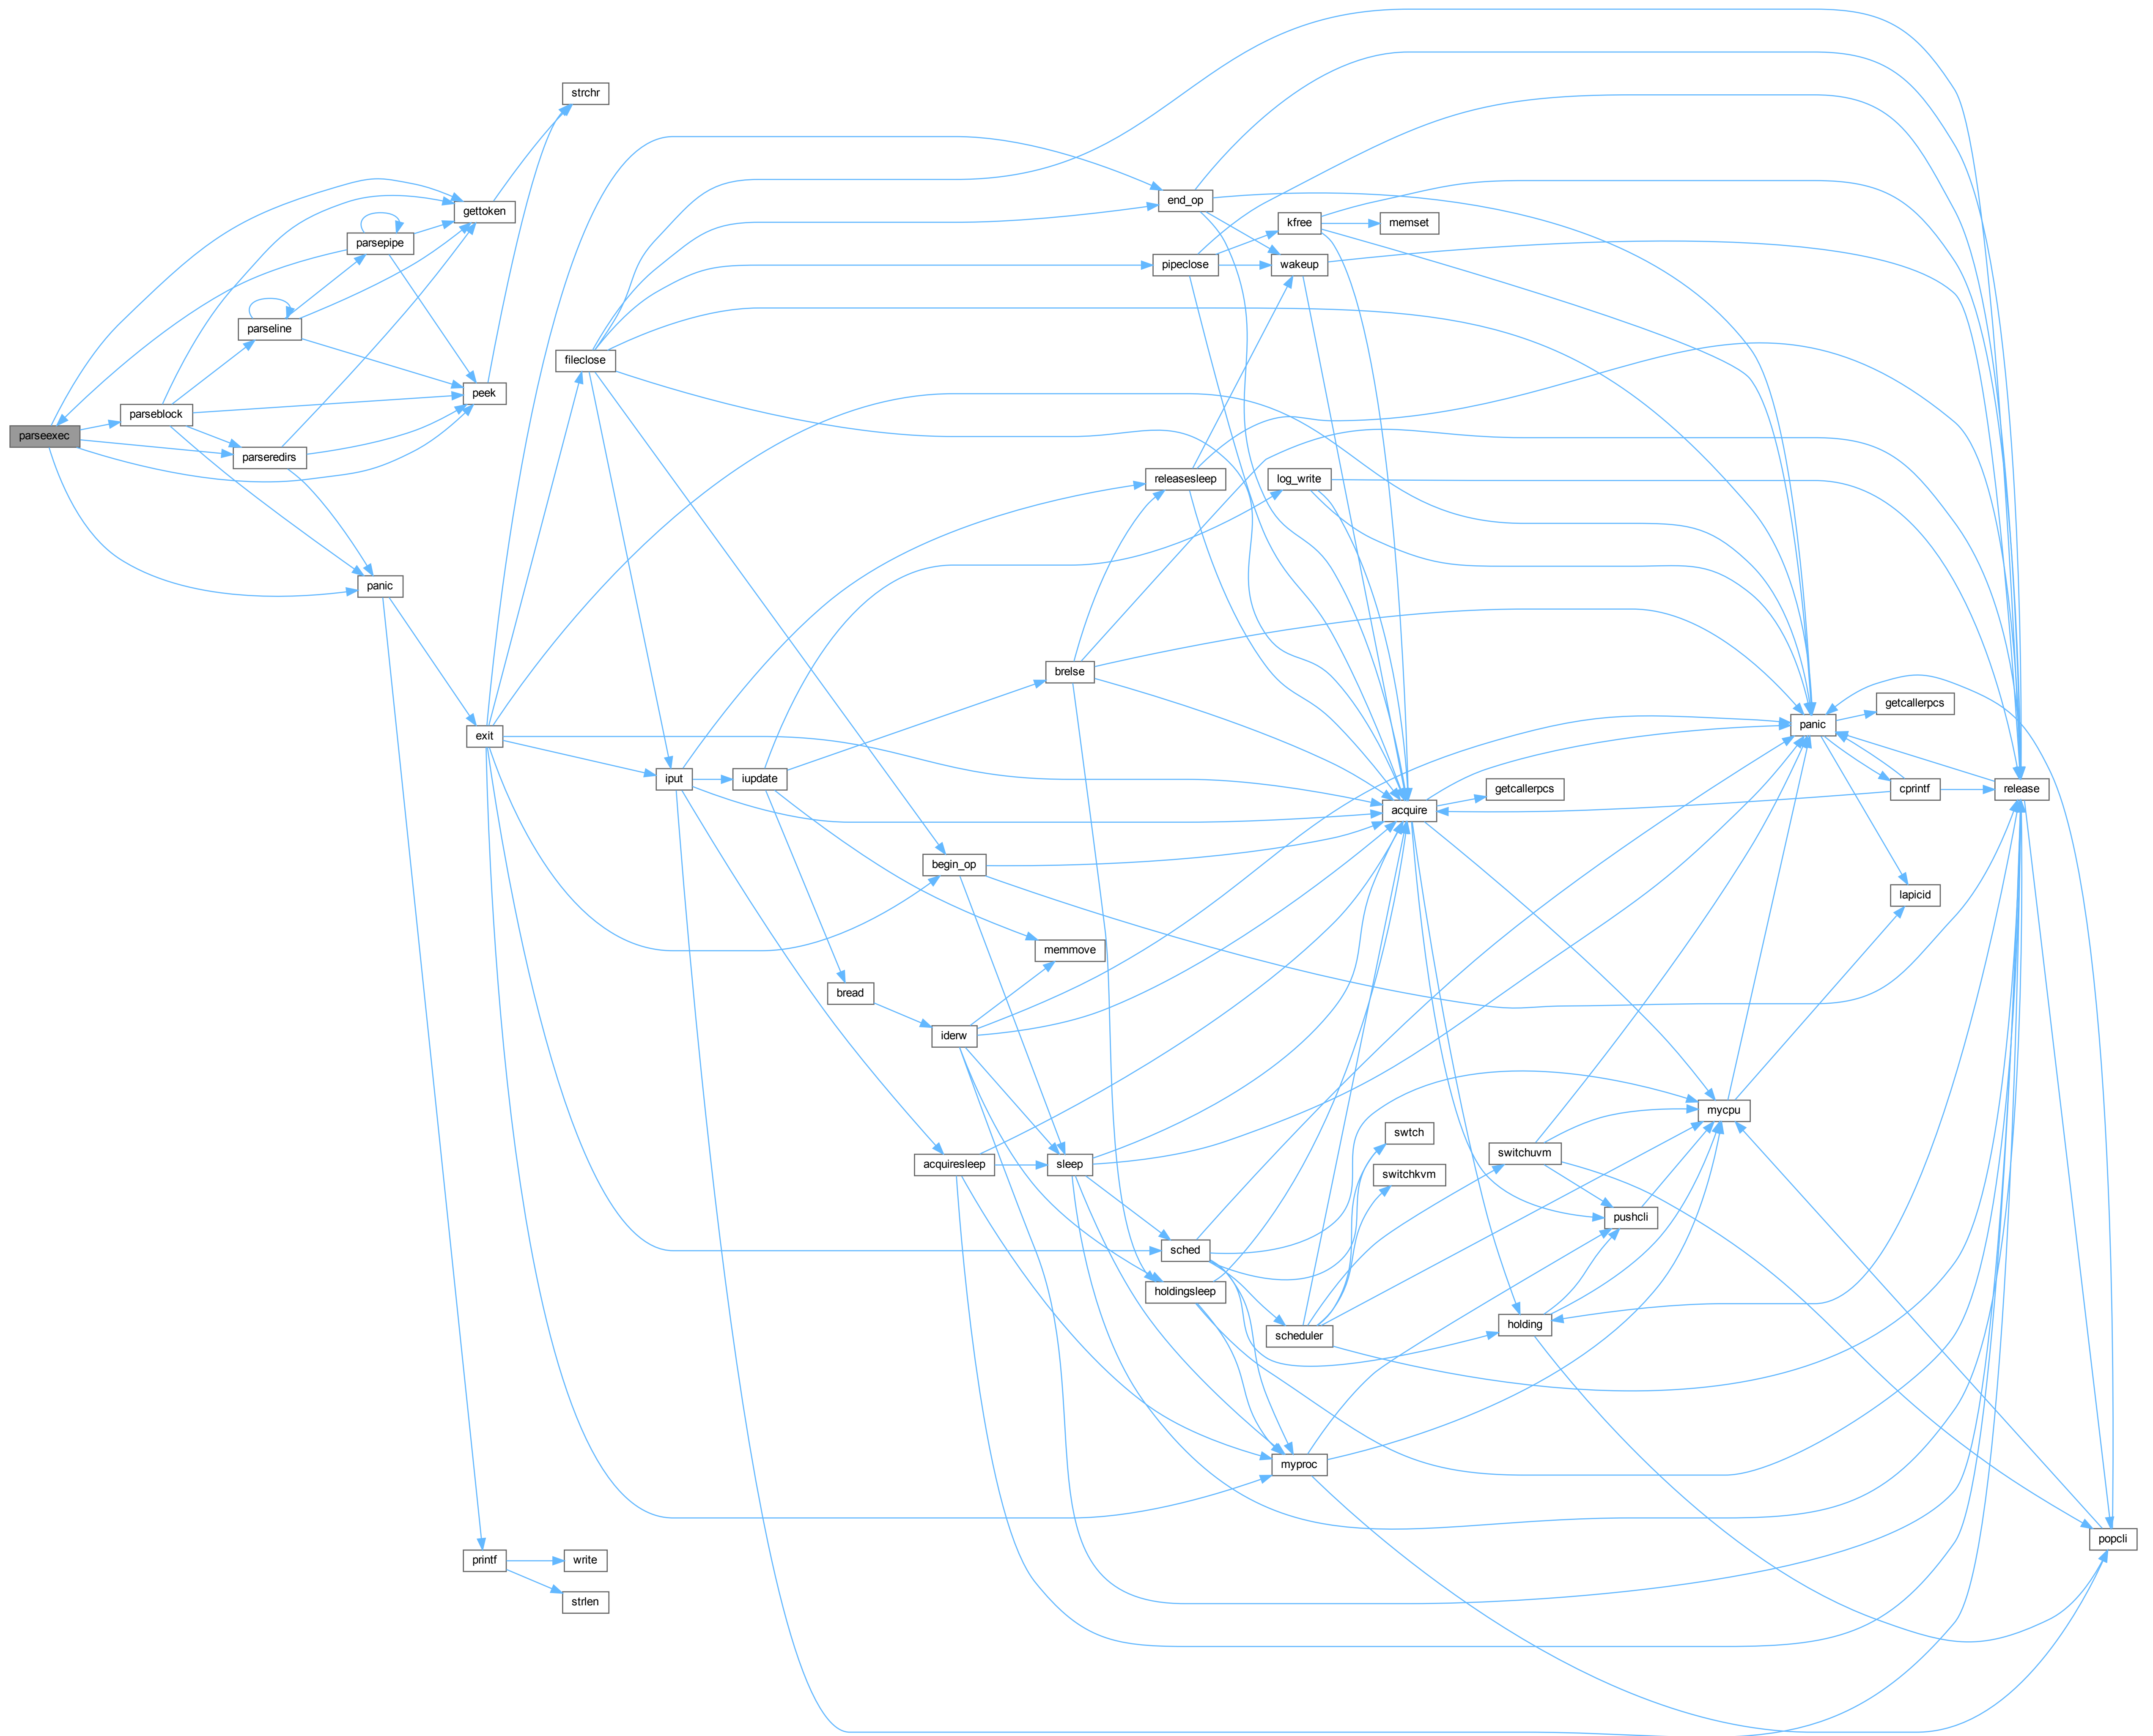 strchr
gettoken
parsepipe
parseline
peek
parseblock
parseexec
parseredirs
panic
exit
printf
write
strlen
fileclose
iput
iupdate
bread
end_op
pipeclose
kfree
memset
wakeup
releasesleep
log_write
brelse
begin_op
memmove
iderw
acquiresleep
sleep
sched
holdingsleep
scheduler
myproc
acquire
getcallerpcs
swtch
switchkvm
switchuvm
pushcli
holding
mycpu
panic
getcallerpcs
cprintf
lapicid
release
popcli